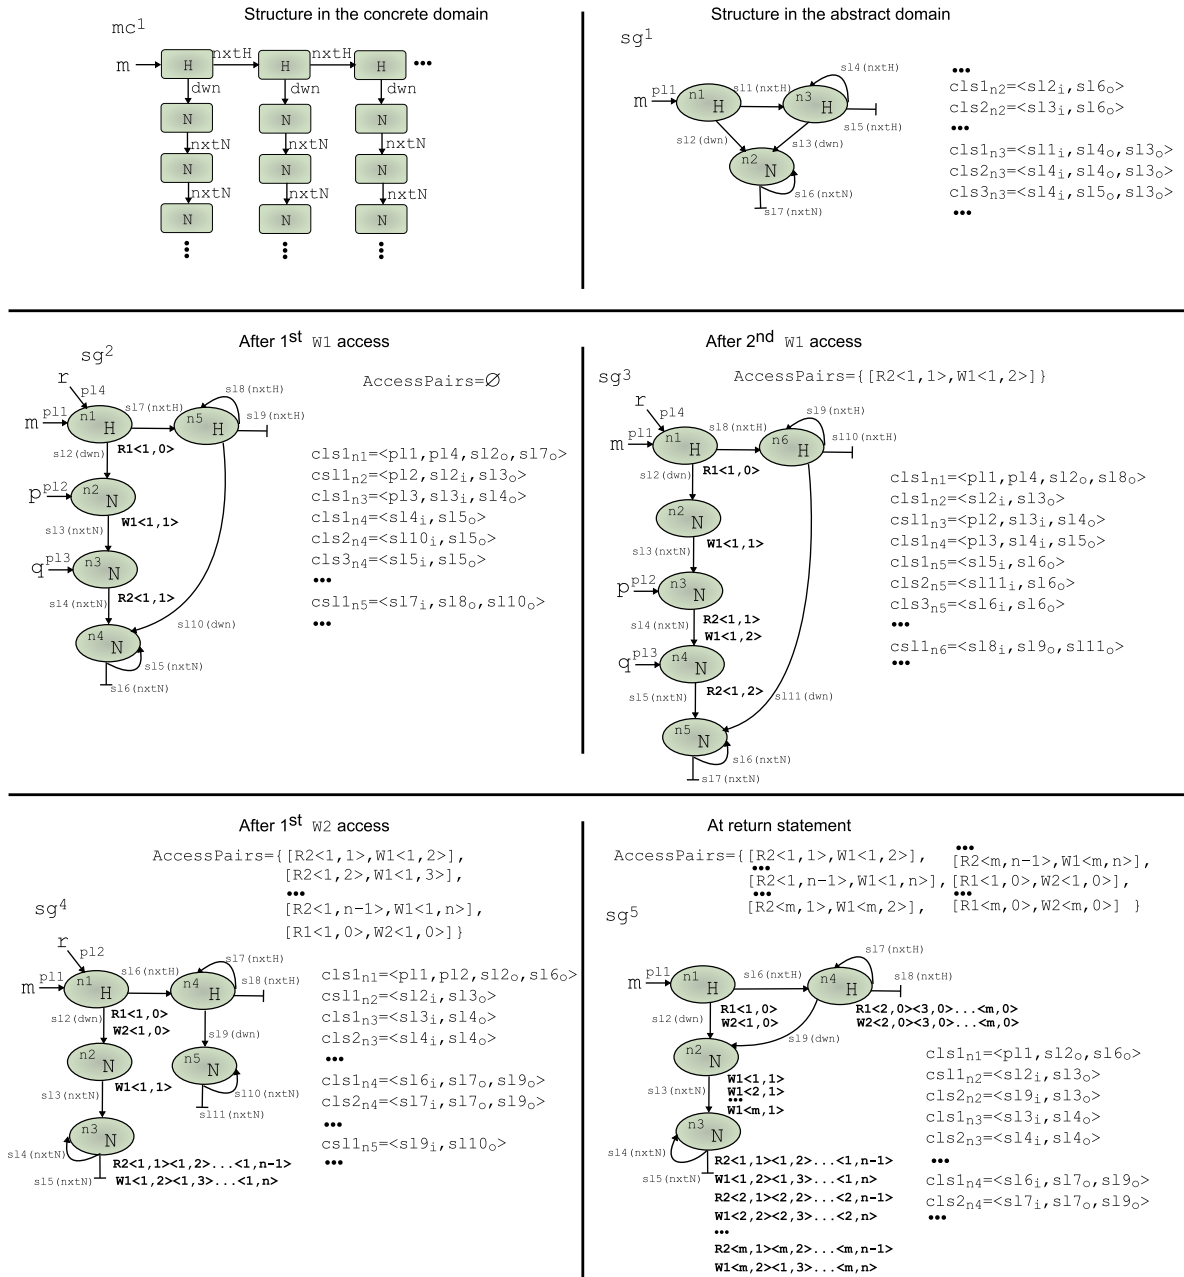 Structure in the concrete domain
mc1
m
H
nxtH
H
nxtH
H
•••
dwn
dwn
dwn
N
N
N
nxtN
nxtN
nxtN
N
N
N
nxtN
nxtN
nxtN
N
N
N
Structure in the abstract domain
sg1
m
pl1
n1 H
sl1(nxtH)
n3 H
sl4(nxtH)
sl5(nxtH)
sl2(dwn)
sl3(dwn)
n2 N
sl6(nxtN)
sl7(nxtN)
•••
cls1n2=<sl2i,sl6o>
cls2n2=<sl3i,sl6o>
•••
cls1n3=<sl1i,sl4o,sl3o>
cls2n3=<sl4i,sl4o,sl3o>
cls3n3=<sl4i,sl5o,sl3o>
•••
After 1st W1 access
sg2
AccessPairs=∅
r
pl4
m
pl1
n1 H
sl7(nxtH)
n5 H
sl8(nxtH)
sl9(nxtH)
sl2(dwn)
R1<1,0>
p
pl2
n2 N
W1<1,1>
sl3(nxtN)
q
pl3
n3 N
R2<1,1>
sl4(nxtN)
sl10(dwn)
n4 N
sl5(nxtN)
sl6(nxtN)
cls1n1=<pl1,pl4,sl2o,sl7o>
csl1n2=<pl2,sl2i,sl3o>
cls1n3=<pl3,sl3i,sl4o>
cls1n4=<sl4i,sl5o>
cls2n4=<sl10i,sl5o>
cls3n4=<sl5i,sl5o>
•••
csl1n5=<sl7i,sl8o,sl10o>
•••
After 2nd W1 access
sg3
AccessPairs={[R2<1,1>,W1<1,2>]}
r
pl4
m
pl1
n1 H
sl8(nxtH)
n6 H
sl9(nxtH)
sl10(nxtH)
sl2(dwn)
R1<1,0>
n2 N
W1<1,1>
sl3(nxtN)
p
pl2
n3 N
R2<1,1>
sl4(nxtN)
W1<1,2>
q
pl3
n4 N
R2<1,2>
sl5(nxtN)
sl11(dwn)
n5 N
sl6(nxtN)
sl7(nxtN)
cls1n1=<pl1,pl4,sl2o,sl8o>
cls1n2=<sl2i,sl3o>
csl1n3=<pl2,sl3i,sl4o>
cls1n4=<pl3,sl4i,sl5o>
cls1n5=<sl5i,sl6o>
cls2n5=<sl11i,sl6o>
cls3n5=<sl6i,sl6o>
•••
csl1n6=<sl8i,sl9o,sl11o>
•••
After 1st W2 access
AccessPairs={[R2<1,1>,W1<1,2>],
[R2<1,2>,W1<1,3>],
•••
[R2<1,n-1>,W1<1,n>],
[R1<1,0>,W2<1,0>]}
sg4
r
pl2
m
pl1
n1 H
sl6(nxtH)
n4 H
sl7(nxtH)
sl8(nxtH)
sl2(dwn)
R1<1,0>
W2<1,0>
sl9(dwn)
n2 N
W1<1,1>
n5 N
sl10(nxtN)
sl11(nxtN)
sl3(nxtN)
n3 N
sl4(nxtN)
sl5(nxtN)
R2<1,1><1,2>...<1,n-1>
W1<1,2><1,3>...<1,n>
cls1n1=<pl1,pl2,sl2o,sl6o>
csl1n2=<sl2i,sl3o>
cls1n3=<sl3i,sl4o>
cls2n3=<sl4i,sl4o>
•••
cls1n4=<sl6i,sl7o,sl9o>
cls2n4=<sl7i,sl7o,sl9o>
•••
csl1n5=<sl9i,sl10o>
•••
At return statement
AccessPairs={[R2<1,1>,W1<1,2>],
•••
[R2<1,n-1>,W1<1,n>],
•••
[R2<m,1>,W1<m,2>],
•••
[R2<m,n-1>,W1<m,n>],
[R1<1,0>,W2<1,0>],
•••
[R1<m,0>,W2<m,0>] }
sg5
m
pl1
n1 H
sl6(nxtH)
n4 H
sl7(nxtH)
sl8(nxtH)
sl2(dwn)
R1<1,0>
W2<1,0>
R1<2,0><3,0>...<m,0>
W2<2,0><3,0>...<m,0>
sl9(dwn)
n2 N
W1<1,1>
W1<2,1>
•••
W1<m,1>
sl3(nxtN)
n3 N
sl4(nxtN)
sl5(nxtN)
R2<1,1><1,2>...<1,n-1>
W1<1,2><1,3>...<1,n>
R2<2,1><2,2>...<2,n-1>
W1<2,2><2,3>...<2,n>
•••
R2<m,1><m,2>...<m,n-1>
W1<m,2><1,3>...<m,n>
cls1n1=<pl1,sl2o,sl6o>
csl1n2=<sl2i,sl3o>
cls2n2=<sl9i,sl3o>
cls1n3=<sl3i,sl4o>
cls2n3=<sl4i,sl4o>
•••
cls1n4=<sl6i,sl7o,sl9o>
cls2n4=<sl7i,sl7o,sl9o>
•••